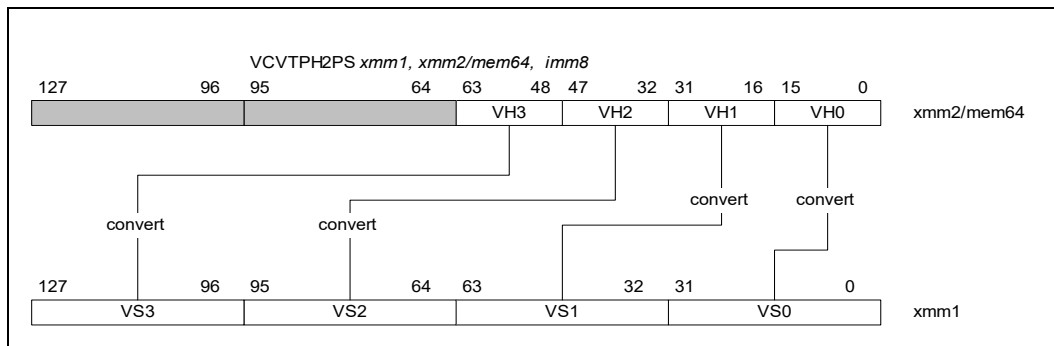 VCVTPH2PS xmm1, xmm2/mem64, imm8
127 96 95 64 63 48 47 32 31 16 15 0
VH3 VH2 VH1 VH0 xmm2/mem64
convert convert
convert convert
127 96 95 64 63 32 31 0
VS3 VS2 VS1 VS0 xmm1